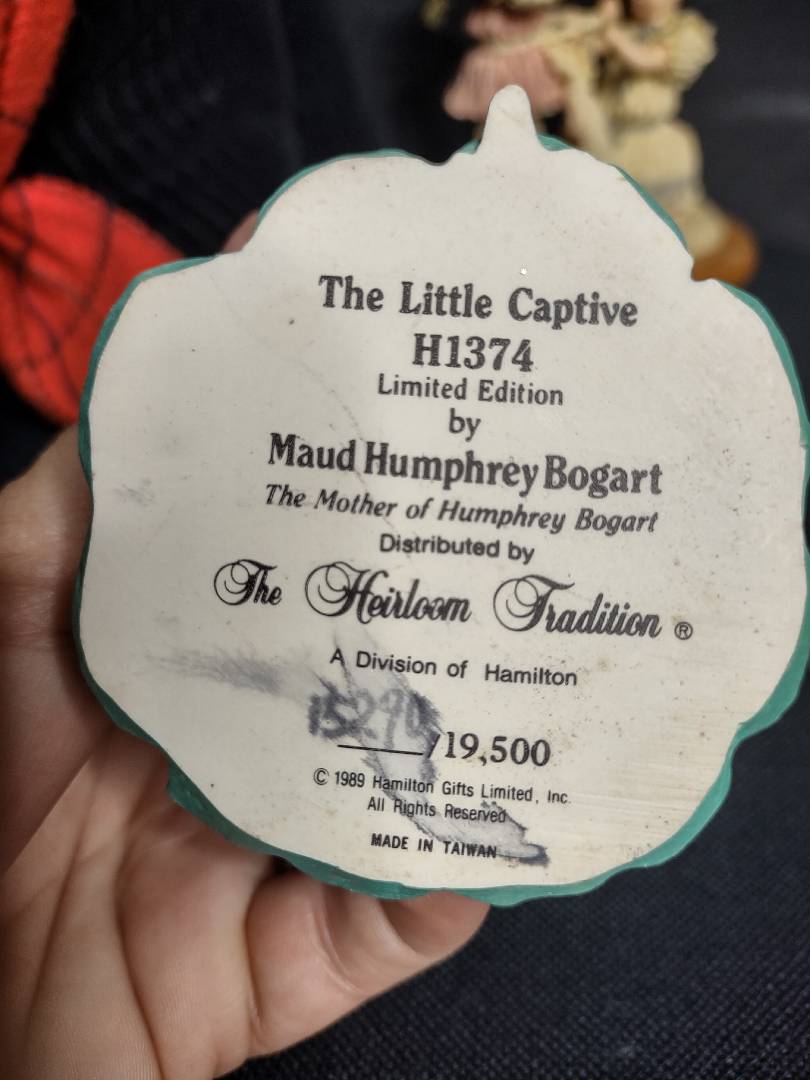 The Little Captive
H1374
Limited Edition
by
Maud Humphrey Bogart
The Mother of Humphrey Bogart
Distributed by
The Heirloom Tradition ®
A Division of Hamilton
15290
/19,500
© 1989 Hamilton Gifts Limited, Inc.
All Rights Reserved
MADE IN TAIWAN